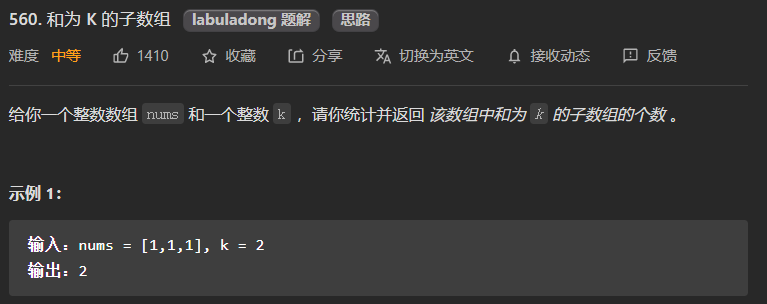 560. 和为 K 的子数组 labuladong 题解 思路
难度 中等 1410 收藏 分享 切换为英文 接收动态 反馈
给你一个整数数组 nums 和一个整数 k ，请你统计并返回 该数组中和为 k 的子数组的个数 。
示例 1：
输入：nums = [1,1,1], k = 2
输出：2